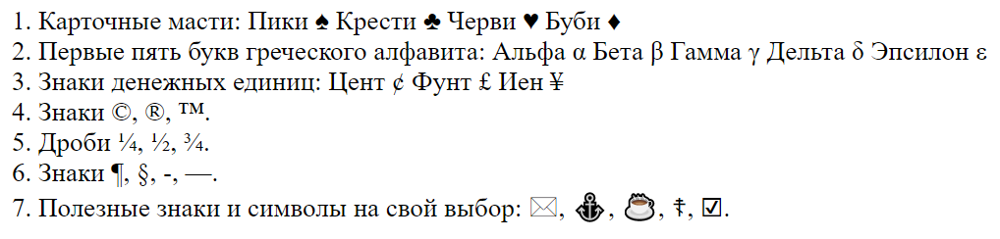 1. Карточные масти: Пики ♠ Крести ♣ Черви ♥ Буби ♦
2. Первые пять букв греческого алфавита: Альфа α Бета β Гамма γ Дельта δ Эпсилон ε
3. Знаки денежных единиц: Цент ¢ Фунт £ Иен ¥
4. Знаки ©, ®, ™.
5. Дроби ¼, ½, ¾.
6. Знаки ¶, §, -, —.
7. Полезные знаки и символы на свой выбор: ✉, ⚓, ☕, ☨, ☑.